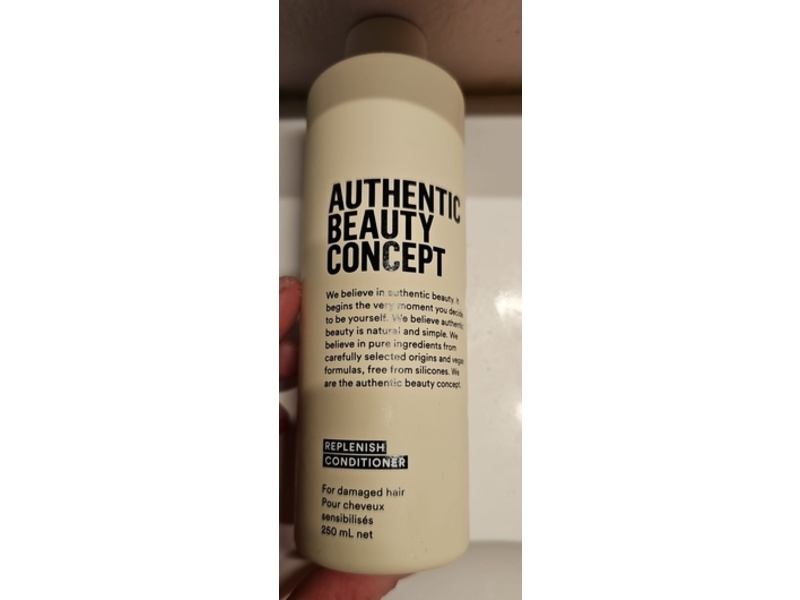 AUTHENTIC
BEAUTY
CONCEPT
We believe in authentic beauty. It
begins the very moment you decide
to be yourself. We believe authentic
beauty is natural and simple. We
believe in pure ingredients from
carefully selected origins and vegan
formulas, free from silicones. We
are the authentic beauty concept.
REPLENISH
CONDITIONER
For damaged hair
Pour cheveux
sensibilisés
250 mL net